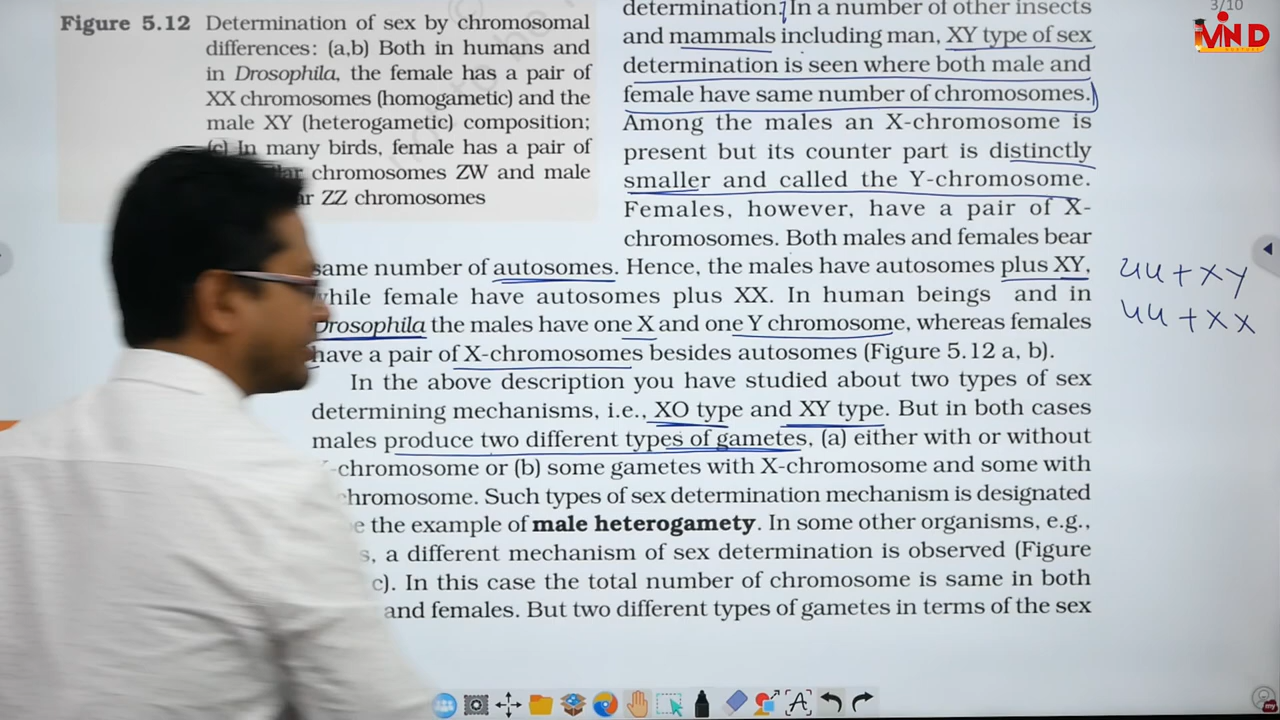 Figure 5.12 Determination of sex by chromosomal
differences: (a,b) Both in humans and
in Drosophila, the female has a pair of
XX chromosomes (homogametic) and the
male XY (heterogametic) composition;
(c) In many birds, female has a pair of
chromosomes ZW and male
ZZ chromosomes
determination. In a number of other insects
and mammals including man, XY type of sex
determination is seen where both male and
female have same number of chromosomes.
Among the males an X-chromosome is
present but its counter part is distinctly
smaller and called the Y-chromosome.
Females, however, have a pair of X-
chromosomes. Both males and females bear
same number of autosomes. Hence, the males have autosomes plus XY,
while female have autosomes plus XX. In human beings and in
Drosophila the males have one X and one Y chromosome, whereas females
have a pair of X-chromosomes besides autosomes (Figure 5.12 a, b).
In the above description you have studied about two types of sex
determining mechanisms, i.e., XO type and XY type. But in both cases
males produce two different types of gametes, (a) either with or without
-chromosome or (b) some gametes with X-chromosome and some with
chromosome. Such types of sex determination mechanism is designated
the example of male heterogamety. In some other organisms, e.g.,
a different mechanism of sex determination is observed (Figure
c). In this case the total number of chromosome is same in both
and females. But two different types of gametes in terms of the sex
44 + XY
44 + XX
3/10
MIND